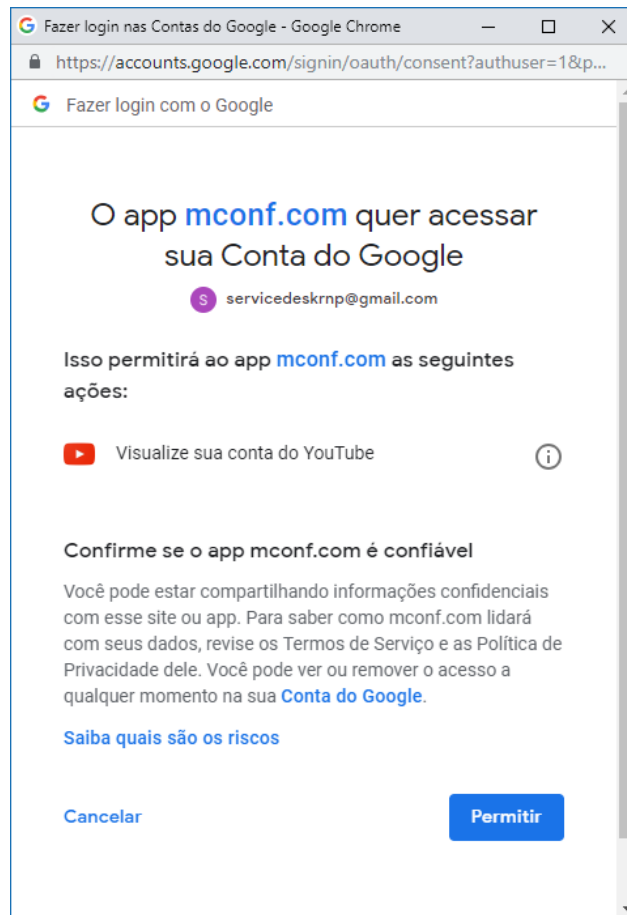 Fazer login nas Contas do Google - Google Chrome
https://accounts.google.com/signin/oauth/consent?authuser=1&p...
Fazer login com o Google
O app mconf.com quer acessar
sua Conta do Google
S servicedeskrnp@gmail.com
Isso permitirá ao app mconf.com as seguintes
ações:
Visualize sua conta do YouTube
Confirme se o app mconf.com é confiável
Você pode estar compartilhando informações confidenciais
com esse site ou app. Para saber como mconf.com lidará
com seus dados, revise os Termos de Serviço e as Política de
Privacidade dele. Você pode ver ou remover o acesso a
qualquer momento na sua Conta do Google.
Saiba quais são os riscos
Cancelar
Permitir